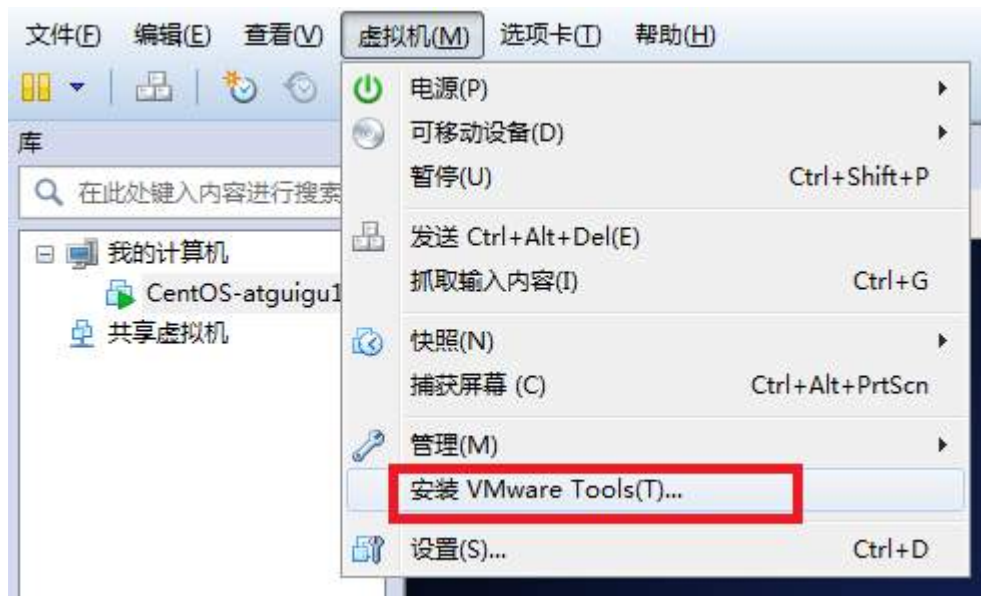 文件(F) 编辑(E) 查看(V) 虚拟机(M) 选项卡(T) 帮助(H)
电源(P)
库
可移动设备(D)
在此处键入内容进行搜索
暂停(U) Ctrl+Shift+P
我的计算机
发送 Ctrl+Alt+Del(E)
CentOS-atguigu1
抓取输入内容(I) Ctrl+G
共享虚拟机
快照(N)
捕获屏幕 (C) Ctrl+Alt+PrtScn
管理(M)
安装 VMware Tools(T)...
设置(S)... Ctrl+D